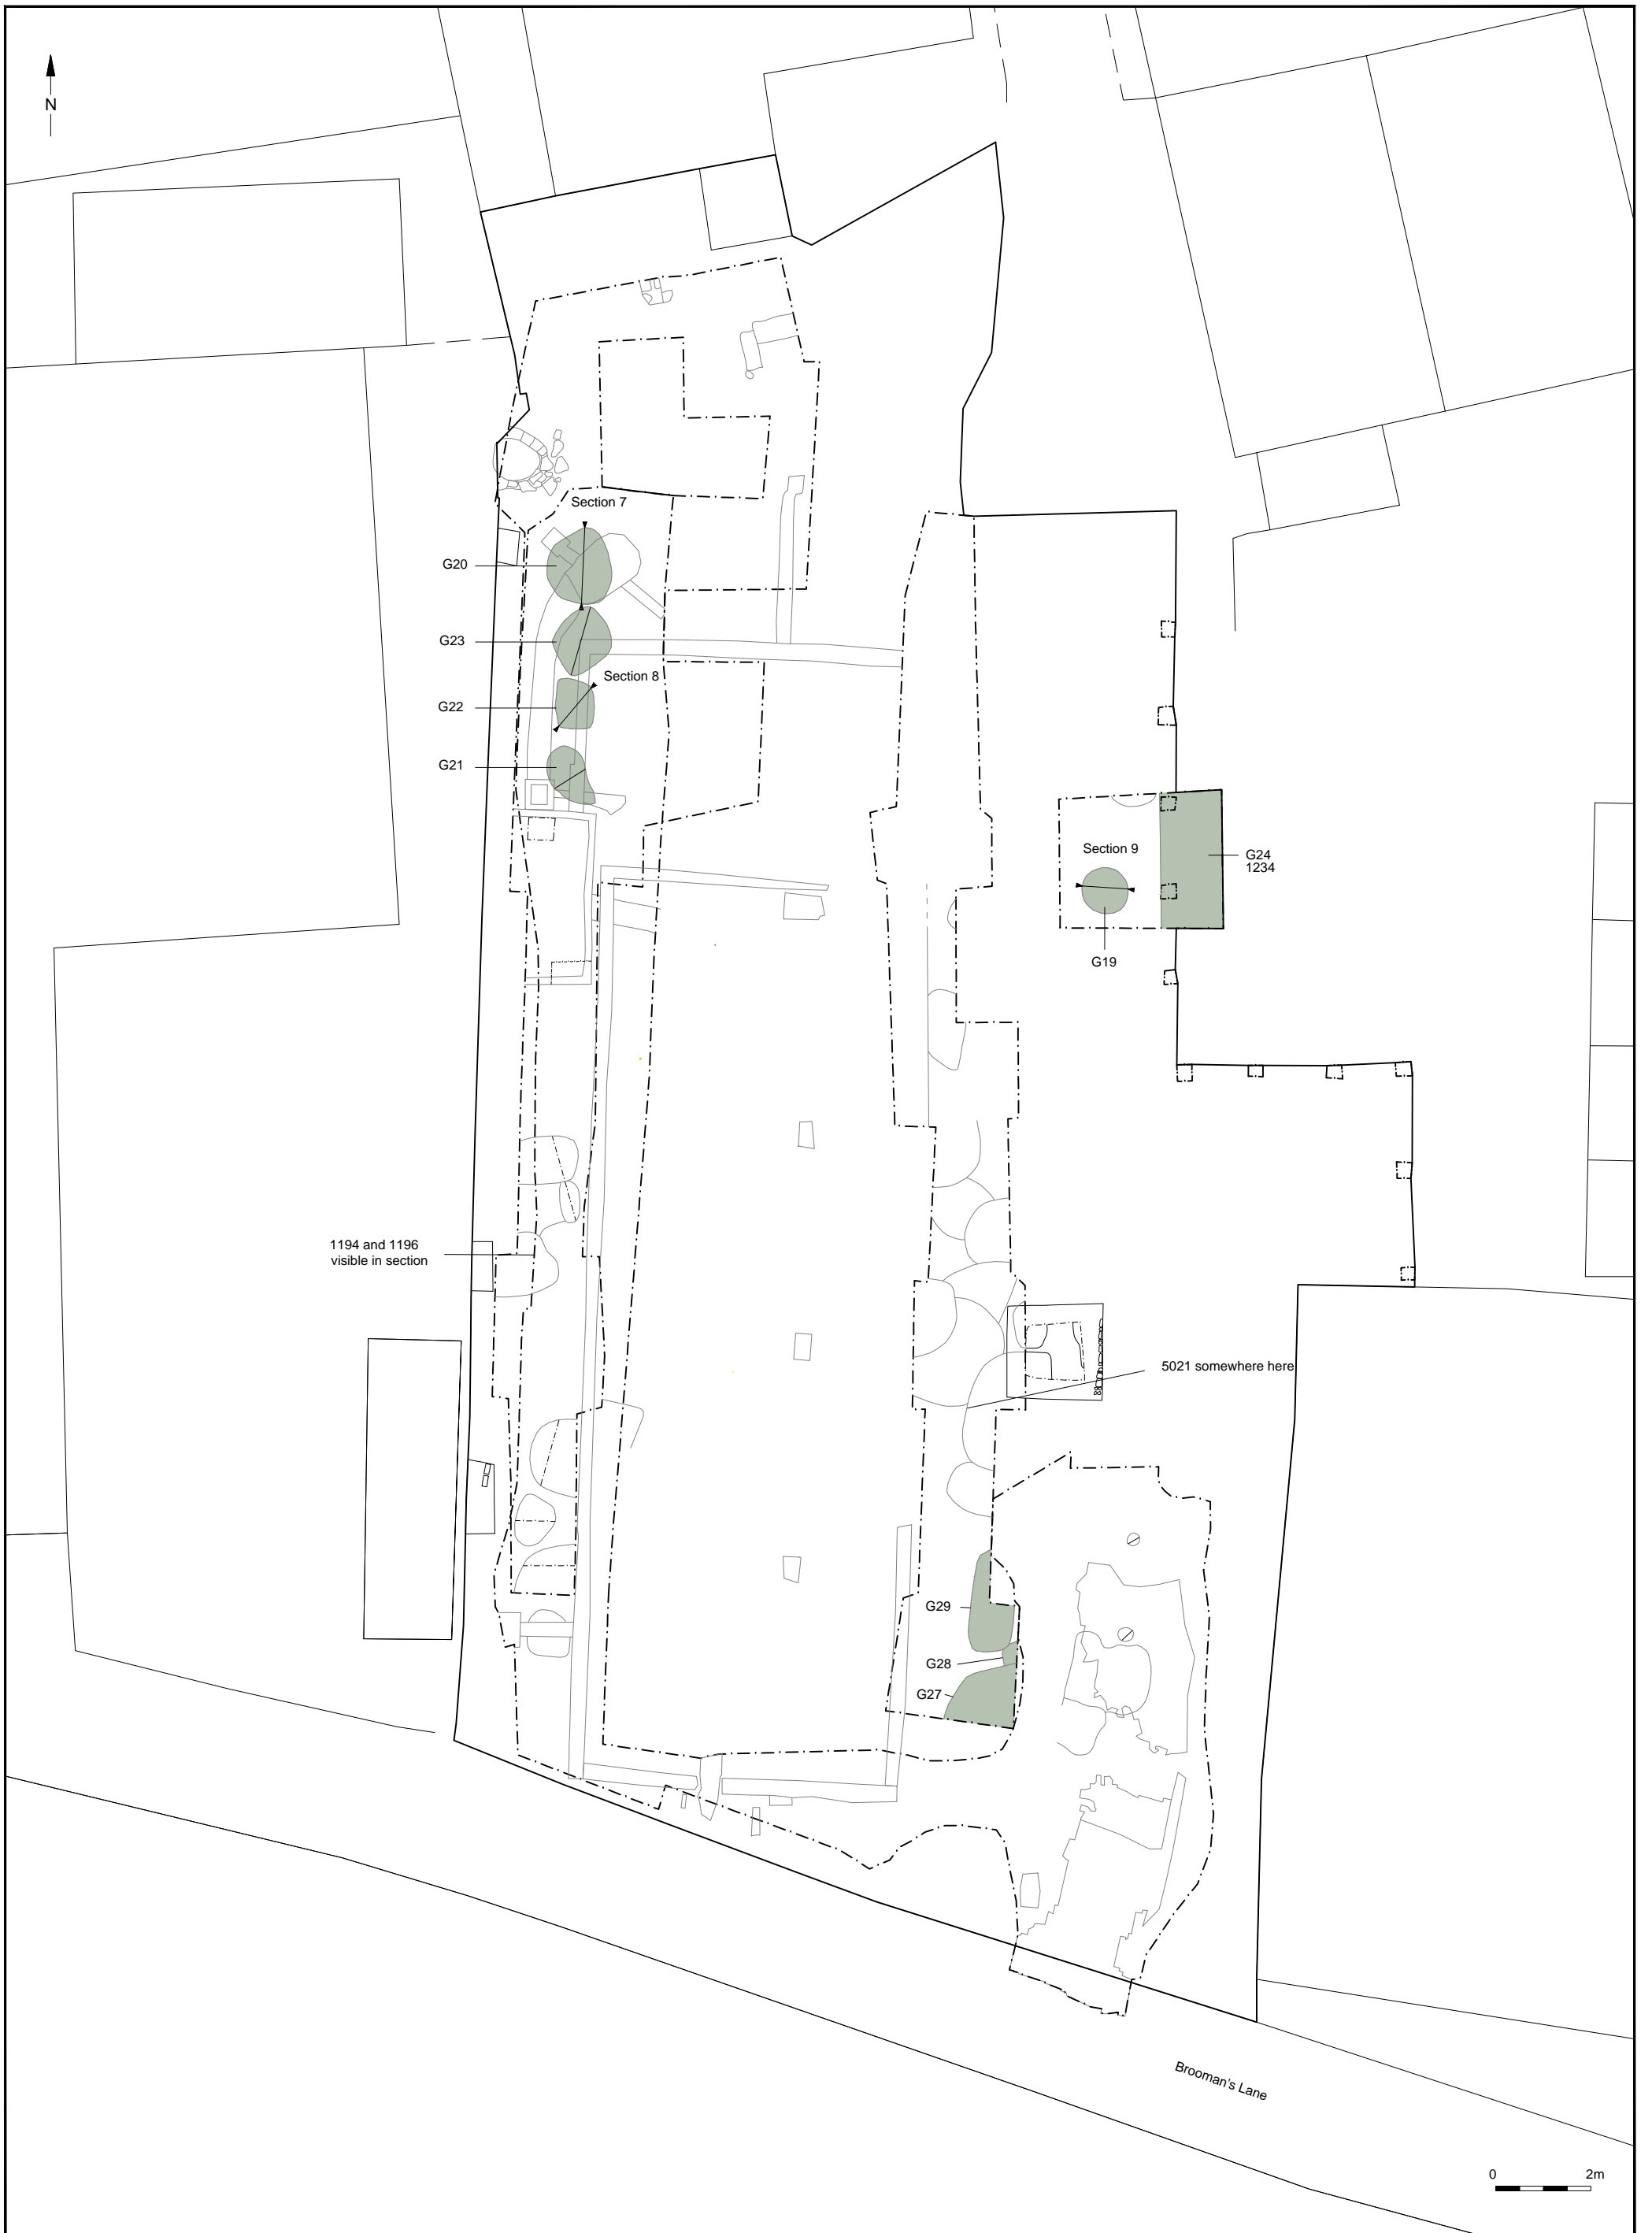 N
Section 7
G20
G23
Section 8
G22
G21
Section 9
G24
1234
G19
1194 and 1196
visible in section
5021 somewhere here
G29
G28
G27
Brooman's Lane
0 2m